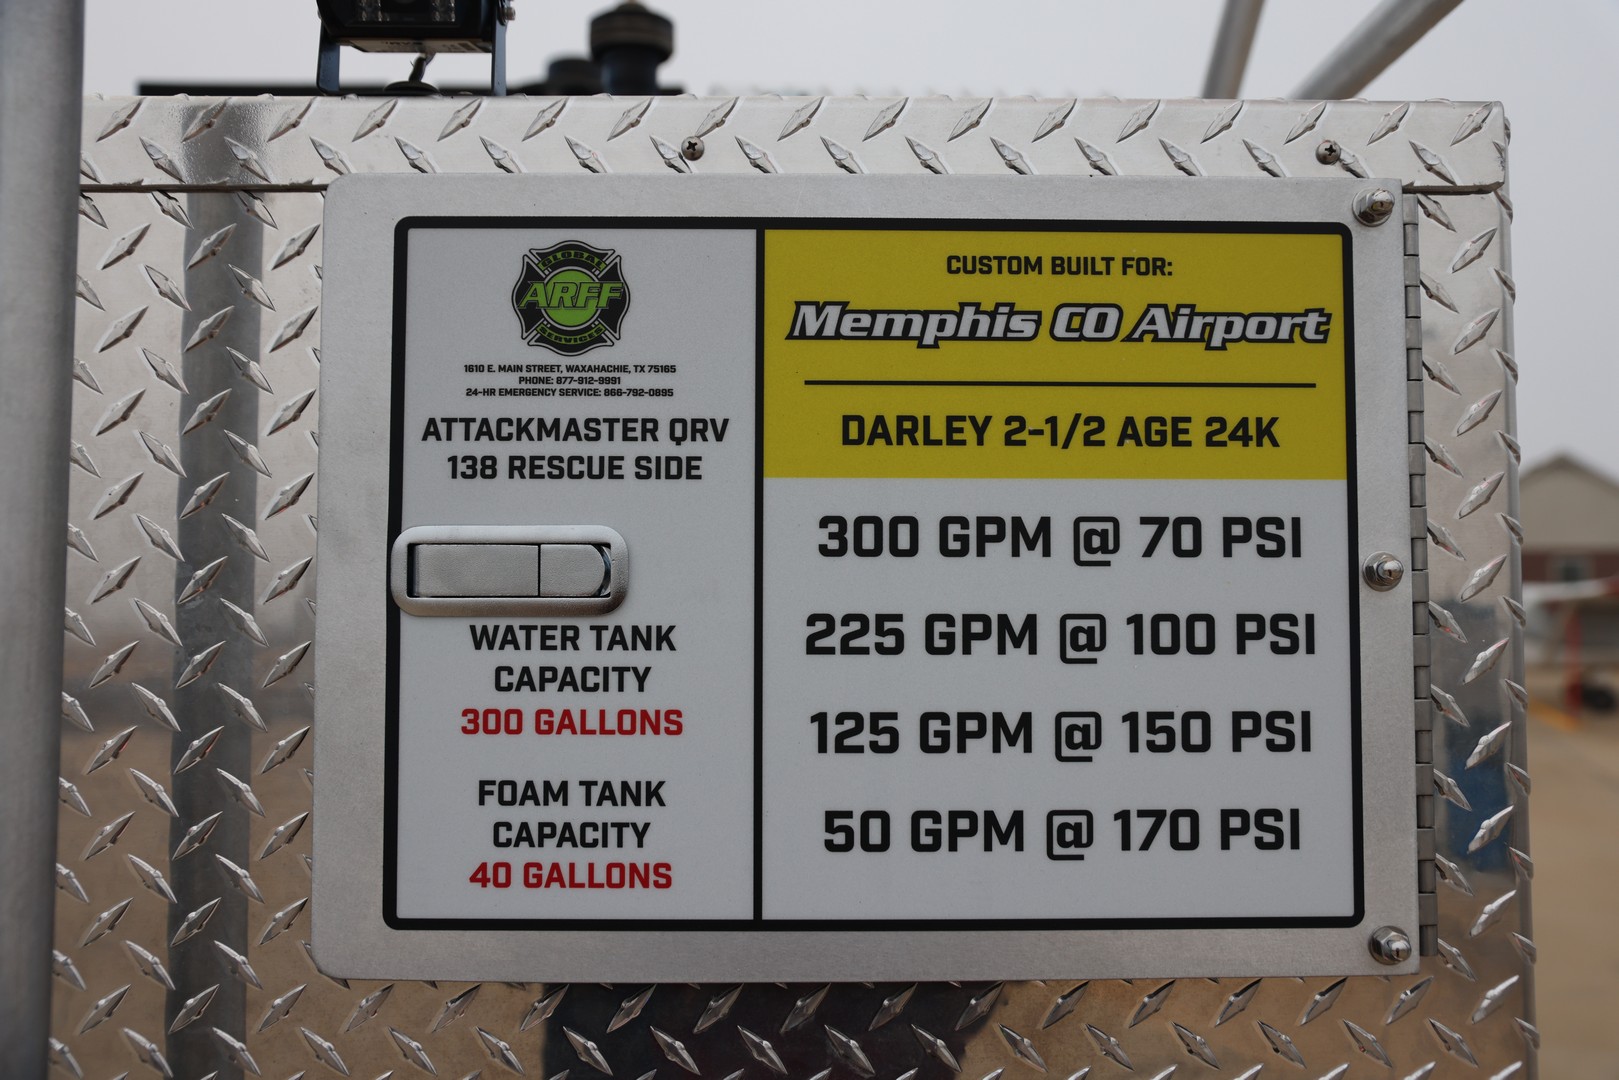 GLOBAL
ARFF
SERVICES
1610 E. MAIN STREET, WAXAHACHIE, TX 75165
PHONE: 877-912-9991
24-HR EMERGENCY SERVICE: 866-792-0895
ATTACKMASTER QRV
138 RESCUE SIDE
WATER TANK
CAPACITY
300 GALLONS
FOAM TANK
CAPACITY
40 GALLONS
CUSTOM BUILT FOR:
Memphis CO Airport
DARLEY 2-1/2 AGE 24K
300 GPM @ 70 PSI
225 GPM @ 100 PSI
125 GPM @ 150 PSI
50 GPM @ 170 PSI